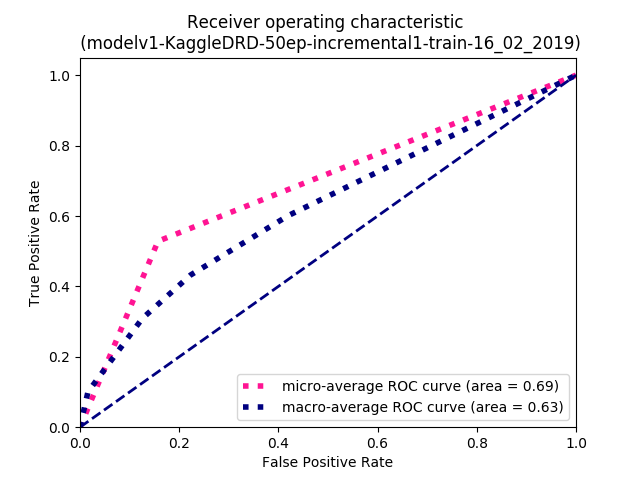 Receiver operating characteristic
(modelv1-KaggleDRD-50ep-incremental1-train-16_02_2019)
1.0
0.8
0.6
0.4
0.2
0.0
True Positive Rate
micro-average ROC curve (area = 0.69)
macro-average ROC curve (area = 0.63)
0.0 0.2 0.4 0.6 0.8 1.0
False Positive Rate